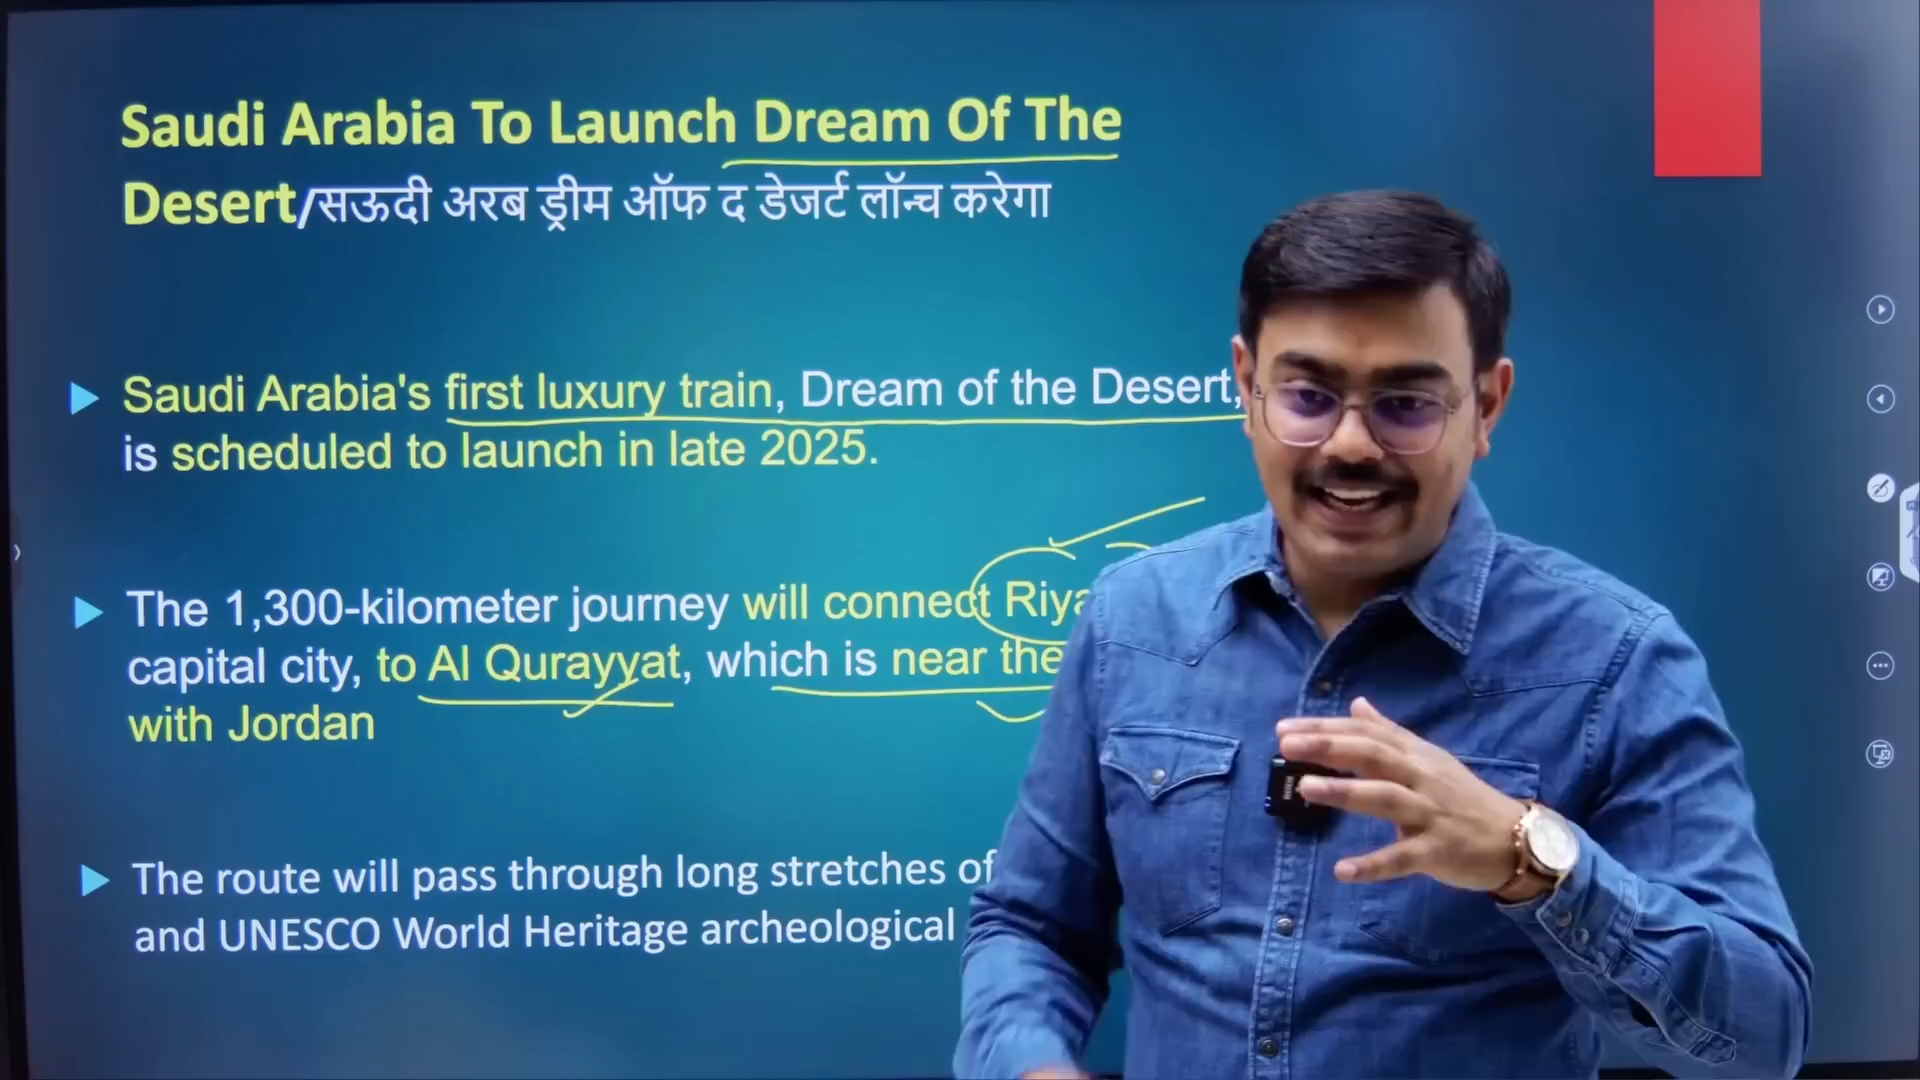 Saudi Arabia To Launch Dream Of The
Desert/सऊदी अरब ड्रीम ऑफ द डेजर्ट लॉन्च करेगा
Saudi Arabia's first luxury train, Dream of the Desert,
is scheduled to launch in late 2025.
The 1,300-kilometer journey will connect
capital city, to Al Qurayyat, which is near the
with Jordan
The route will pass through long stretches of
and UNESCO World Heritage archeological